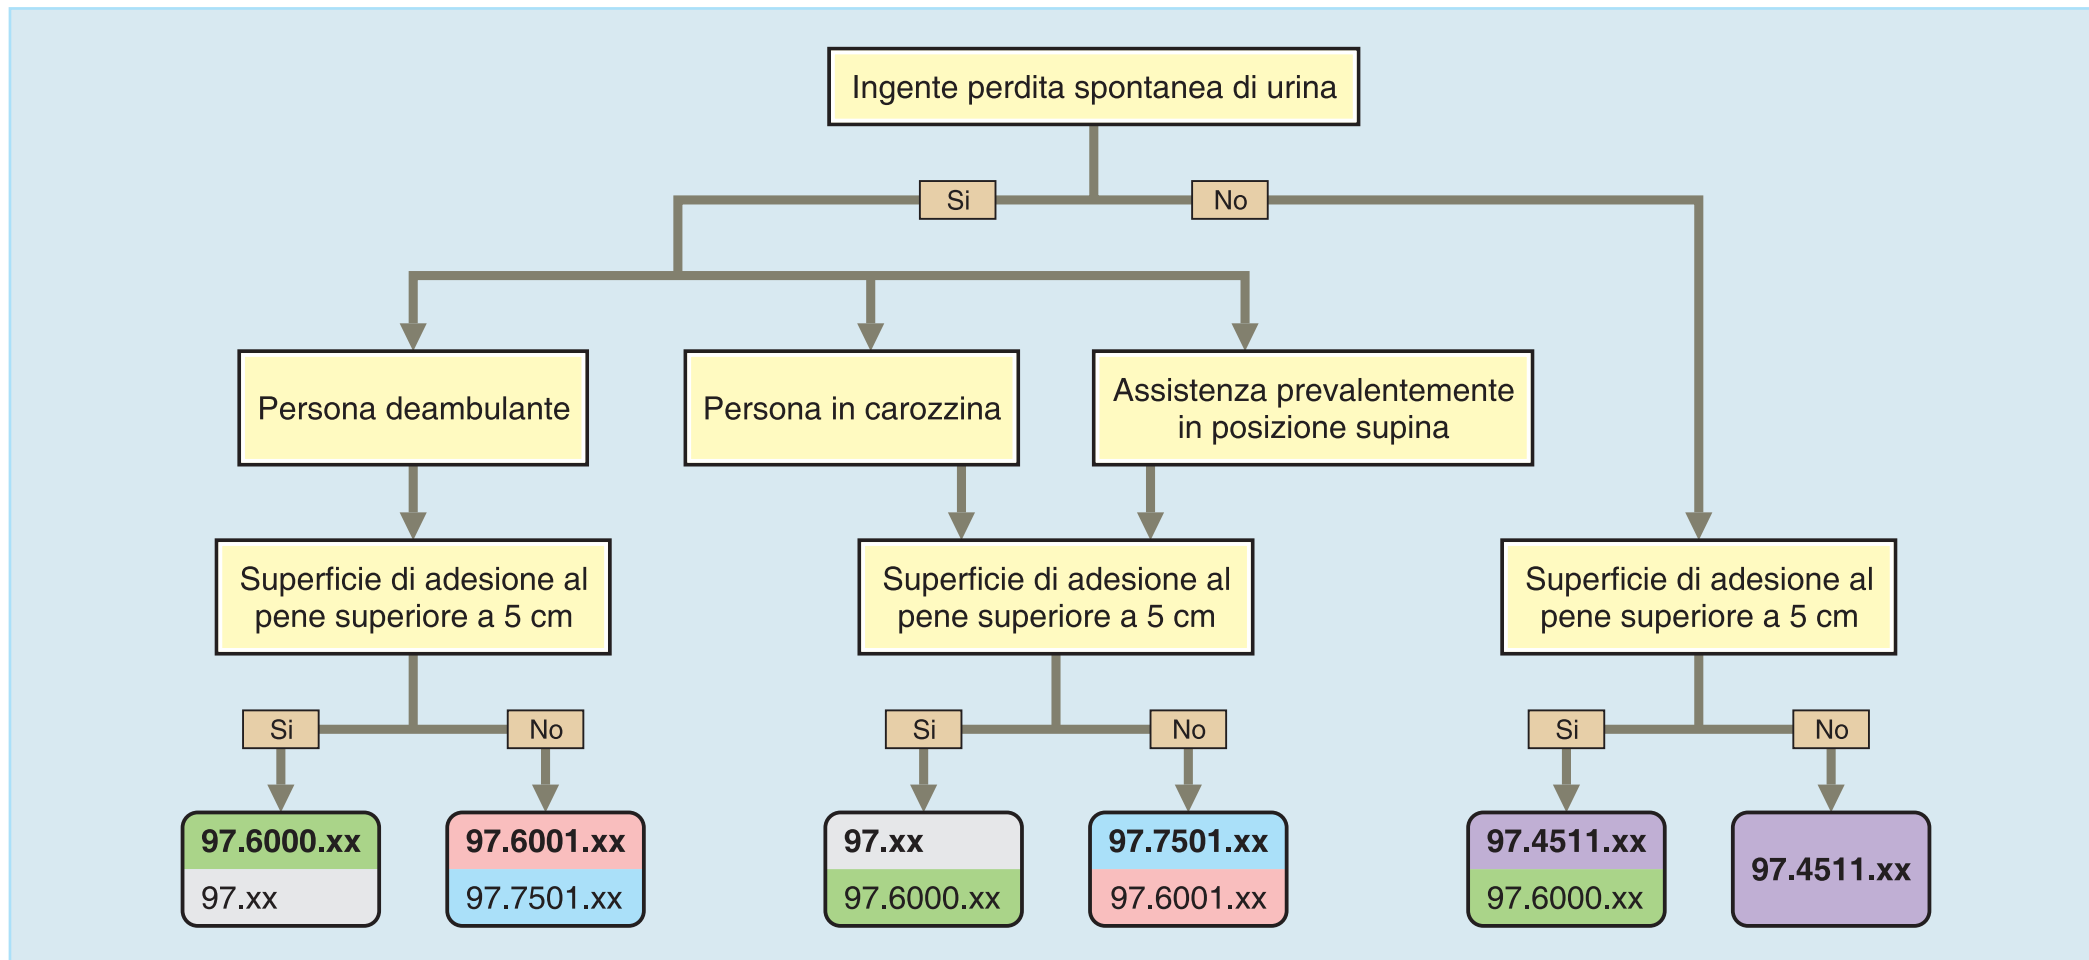 Ingente perdita spontanea di urina
Si
No
Persona deambulante
Persona in carozzina
Assistenza prevalentemente
in posizione supina
Superficie di adesione al
pene superiore a 5 cm
Superficie di adesione al
pene superiore a 5 cm
Superficie di adesione al
pene superiore a 5 cm
Si
No
Si
No
Si
No
97.6000.xx
97.xx
97.6001.xx
97.7501.xx
97.xx
97.6000.xx
97.7501.xx
97.6001.xx
97.4511.xx
97.6000.xx
97.4511.xx